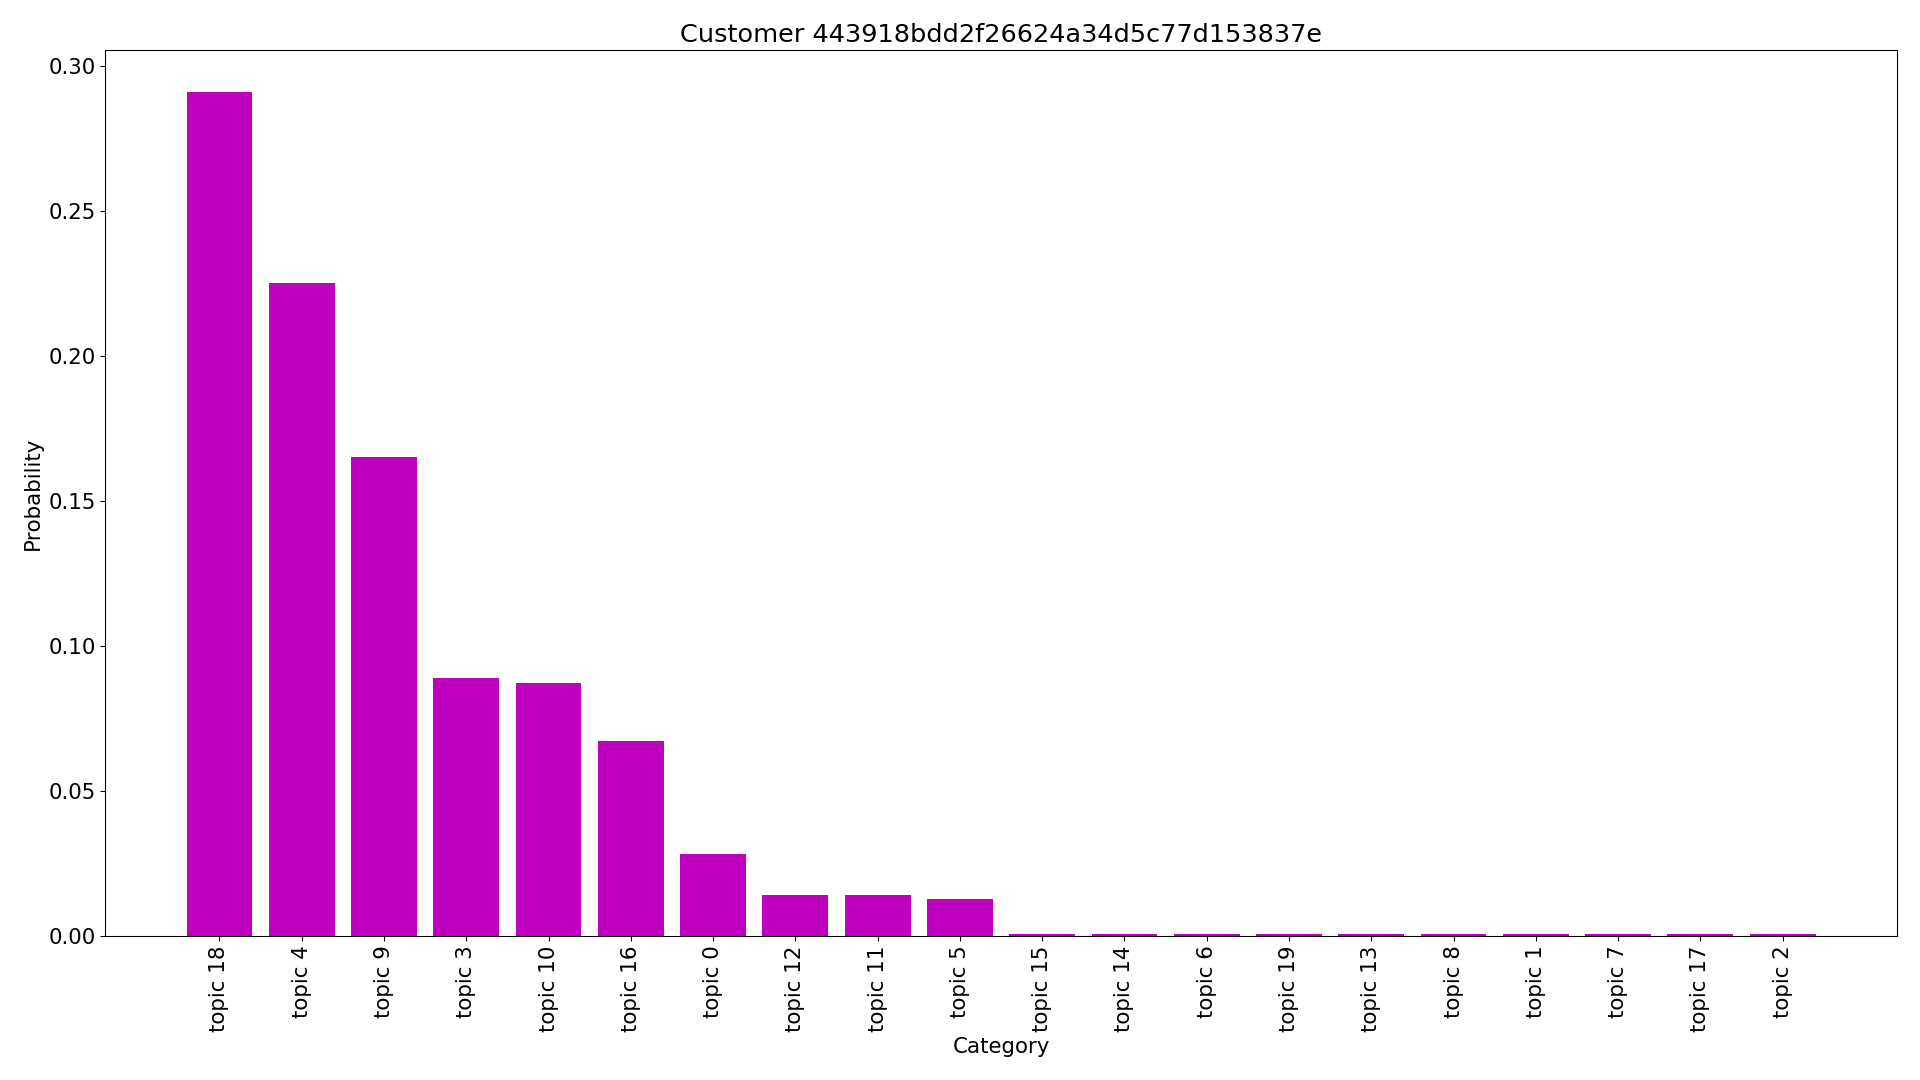 Customer 443918bdd2f26624a34d5c77d153837e
0.30
0.25
0.20
0.15
0.10
0.05
0.00
Probability
topic 18
topic 4
topic 9
topic 3
topic 10
topic 16
topic 0
topic 12
topic 11
topic 5
topic 15
topic 14
topic 6
topic 19
topic 13
topic 8
topic 1
topic 7
topic 17
topic 2
Category